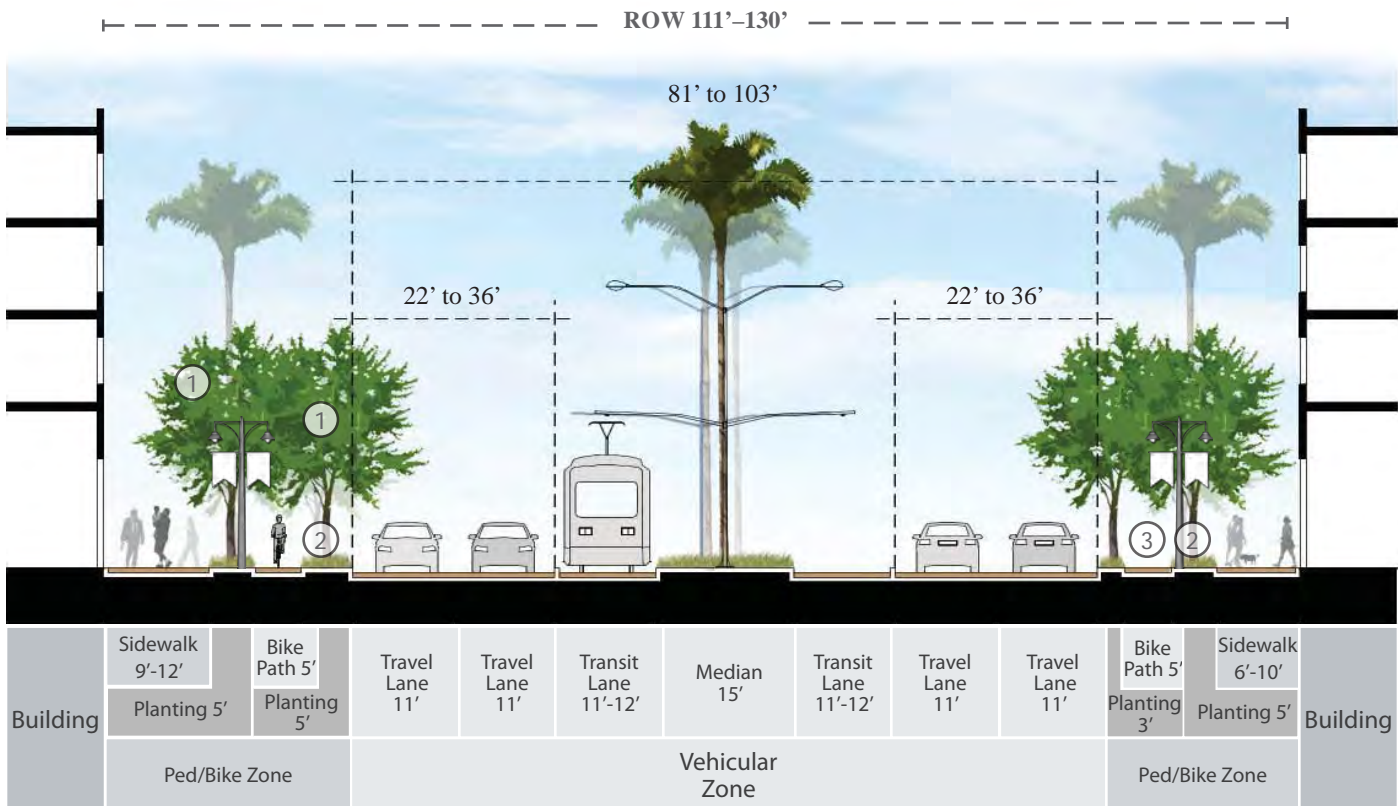 ROW 111’–130’
81’ to 103’
22’ to 36’
22’ to 36’
1
1
2
3
2
Building
Sidewalk
9'-12'
Planting 5’
Bike
Path 5'
Planting
5’
Travel
Lane
11’
Travel
Lane
11’
Transit
Lane
11’-12’
Median
15’
Transit
Lane
11’-12’
Travel
Lane
11’
Travel
Lane
11’
Bike
Path 5'
Planting
3’
Sidewalk
6'-10'
Planting 5’
Building
Ped/Bike Zone
Vehicular
Zone
Ped/Bike Zone